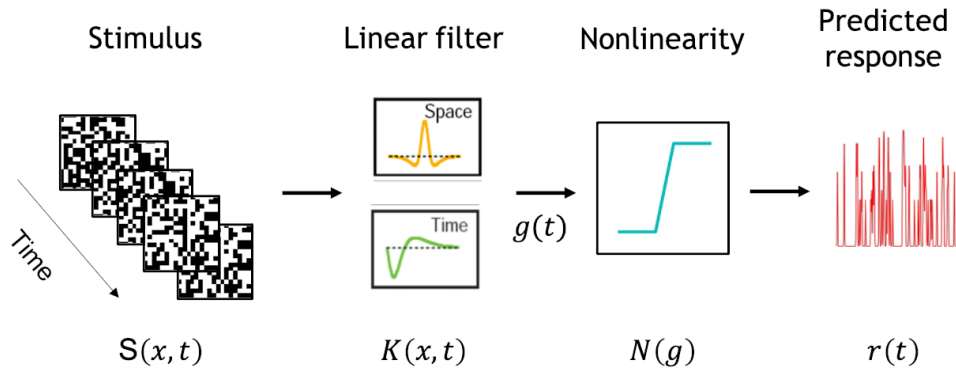 Stimulus
Linear filter
Nonlinearity
Predicted
response
Space
Time
Time
g(t)
S(x, t)
K(x, t)
N(g)
r(t)